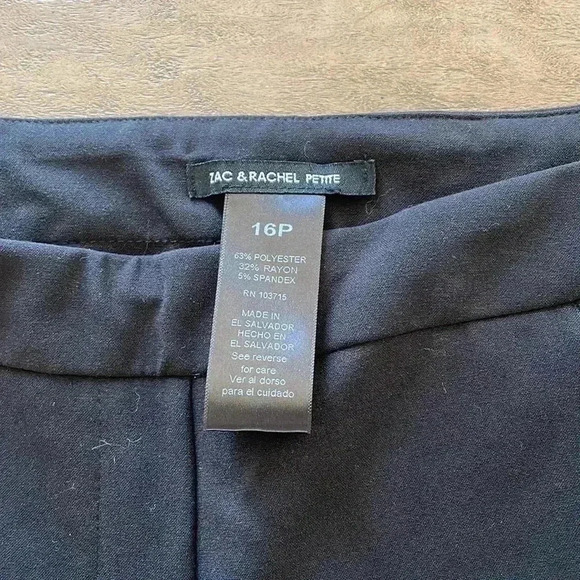 ZAC & RACHEL PETITE
16P
63% POLYESTER
32% RAYON
5% SPANDEX
RN 103715
MADE IN
EL SALVADOR
HECHO EN
EL SALVADOR
See reverse
for care
Ver al dorso
para el cuidado